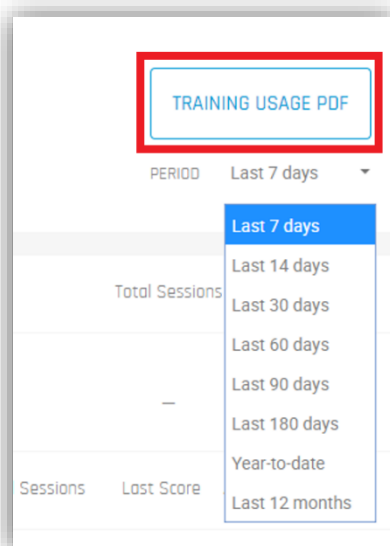 TRAINING USAGE PDF
PERIOD Last 7 days
Last 7 days
Last 14 days
Total Sessions
Last 30 days
Last 60 days
Last 90 days
—
Last 180 days
Year-to-date
Sessions Last Score
Last 12 months